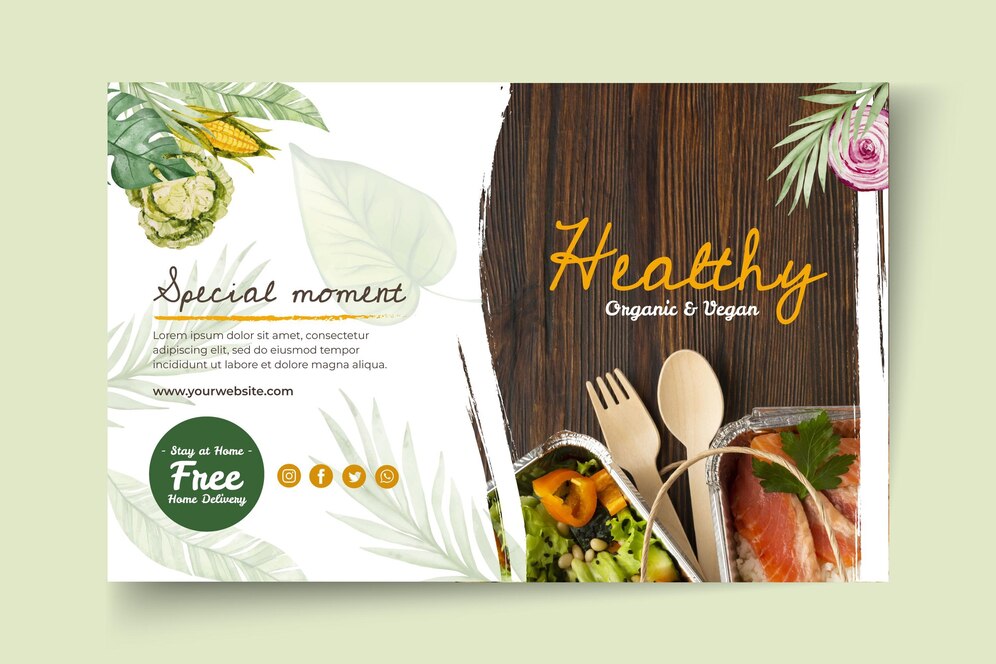 Special moment
Lorem ipsum dolor sit amet, consectetur
adipiscing elit, sed do eiusmod tempor
incididunt ut labore et dolore magna aliqua.
www.yourwebsite.com
- Stay at Home -
Free
Home Delivery
Healthy
Organic & Vegan